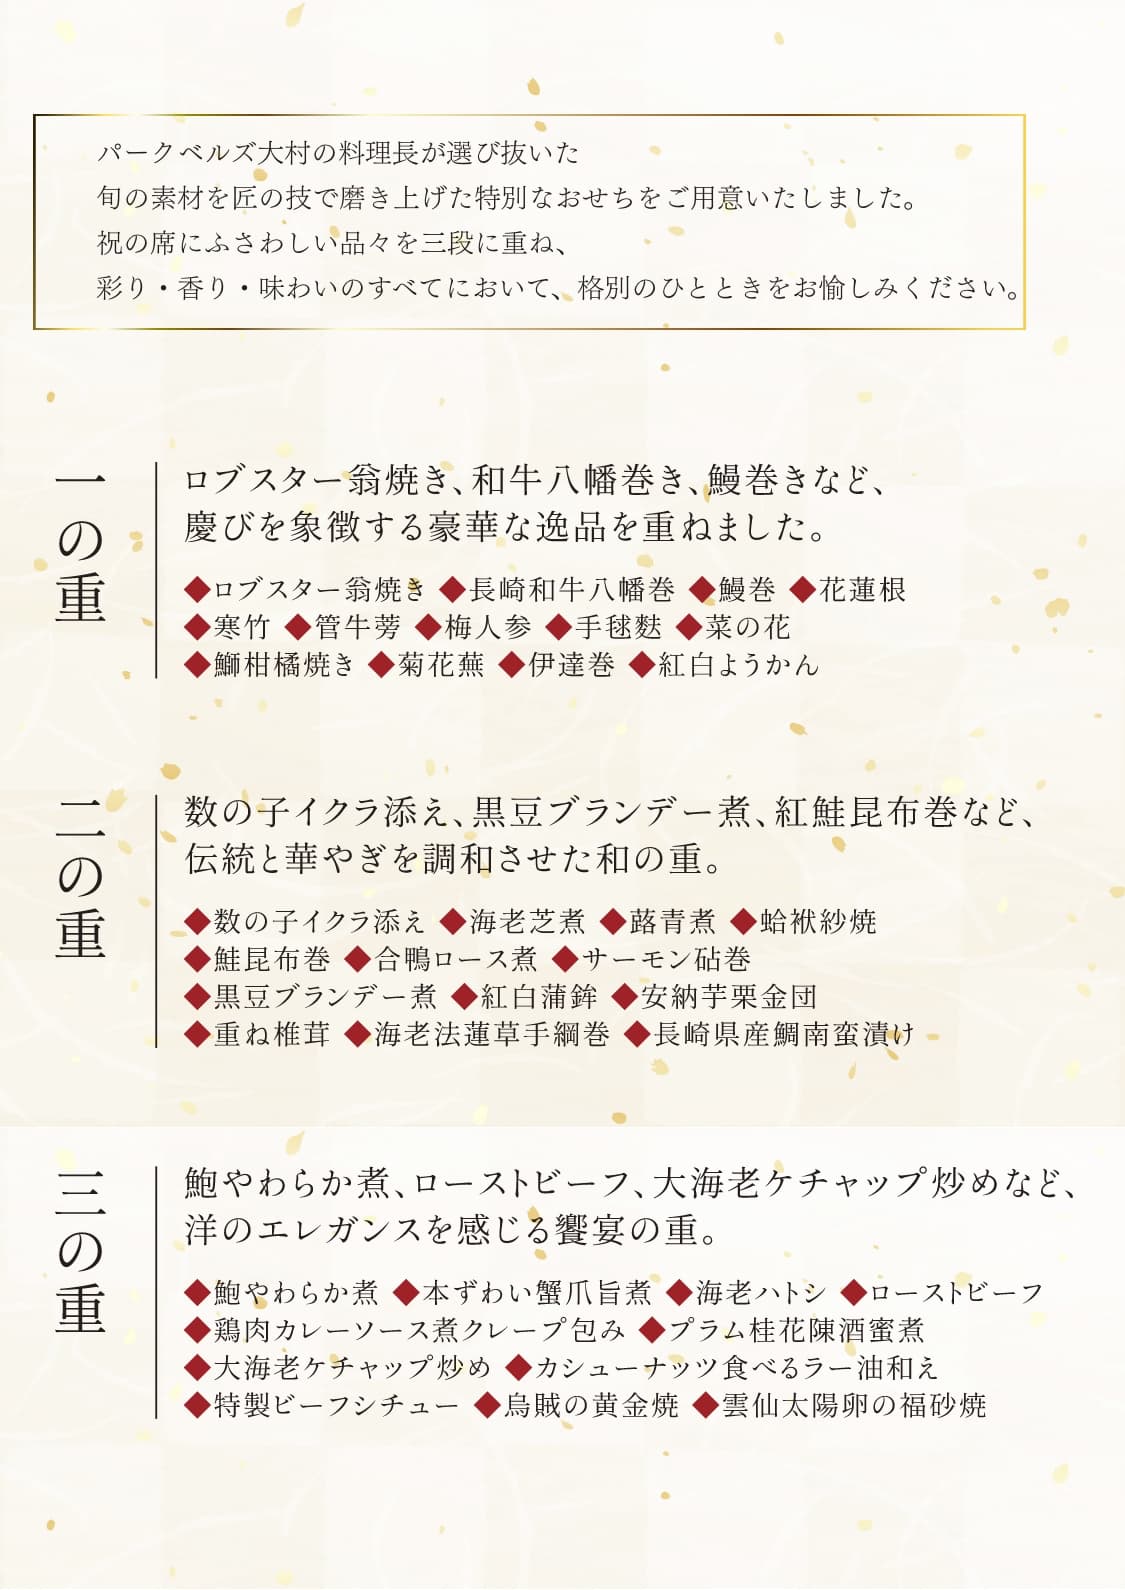 パークベルズ大村の料理長が選び抜いた
旬の素材を匠の技で磨き上げた特別なおせちをご用意いたしました。
祝の席にふさわしい品々を三段に重ね、
彩り・香り・味わいのすべてにおいて、格別のひとときをお愉しみください。
一の重
ロブスター翁焼き、和牛八幡巻き、鰻巻きなど、
慶びを象徴する豪華な逸品を重ねました。
◆ロブスター翁焼き ◆長崎和牛八幡巻 ◆鰻巻 ◆花蓮根
◆寒竹 ◆管牛蒡 ◆梅人参 ◆手毬麩 ◆菜の花
◆鰤柑橘焼き ◆菊花蕪 ◆伊達巻 ◆紅白ようかん
二の重
数の子イクラ添え、黒豆ブランデー煮、紅鮭昆布巻など、
伝統と華やぎを調和させた和の重。
◆数の子イクラ添え ◆海老芝煮 ◆蕗青煮 ◆蛤袱紗焼
◆鮭昆布巻 ◆合鴨ロース煮 ◆サーモン砧巻
◆黒豆ブランデー煮 ◆紅白蒲鉾 ◆安納芋栗金団
◆重ね椎茸 ◆海老法蓮草手綱巻 ◆長崎県産鯛南蛮漬け
三の重
鮑やわらか煮、ローストビーフ、大海老ケチャップ炒めなど、
洋のエレガンスを感じる饗宴の重。
◆鮑やわらか煮 ◆本ずわい蟹爪旨煮 ◆海老ハトシ ◆ローストビーフ
◆鶏肉カレーソース煮クレープ包み ◆プラム桂花陳酒蜜煮
◆大海老ケチャップ炒め ◆カシューナッツ食べるラー油和え
◆特製ビーフシチュー ◆烏賊の黄金焼 ◆雲仙太陽卵の福砂焼